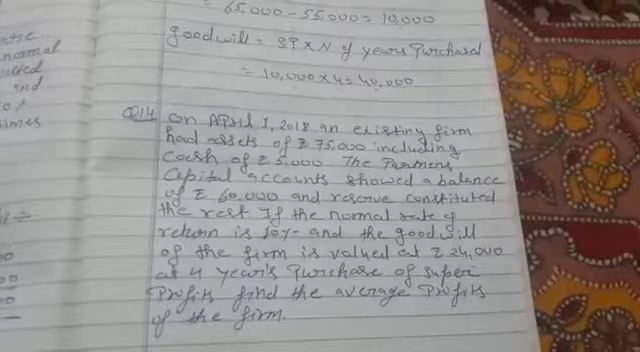 = 65,000 - 55,000 = 10,000
goodwill = SP x N of years Purchased
= 10,000 x 4 = 40,000
Q14 on APril 1, 2018 an existing firm
had assets of ₹ 75,000 including
Cash of ₹ 5,000 The Partners
Capital accounts showed a balance
of ₹ 60,000 and reserve constituted
the rest If the normal rate of
return is 10% and the goodwill
of the firm is valued at ₹ 24,000
at 4 year's Purchase of super
Profits find the average Profits
of the firm.
normal
and